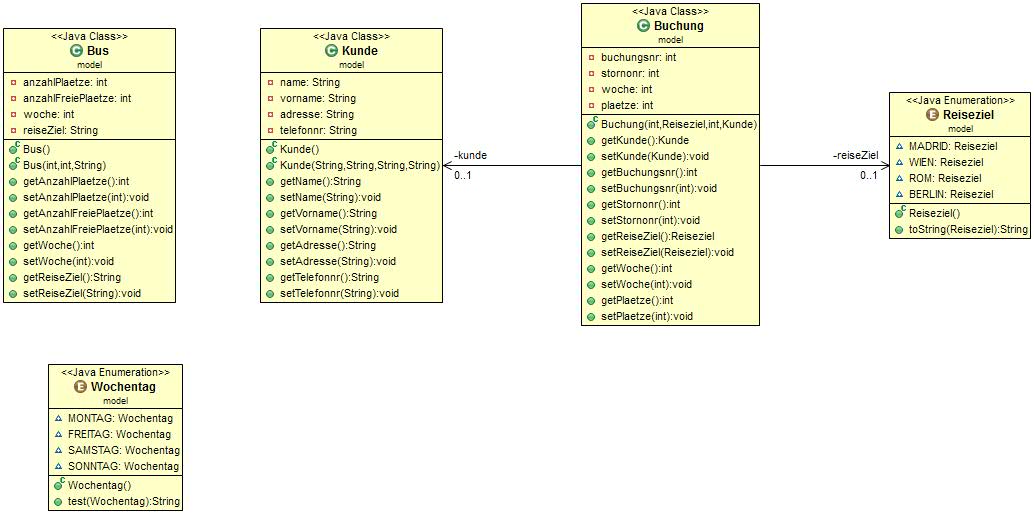 <<Java Class>>
Bus
model
anzahlPlaetze: int
anzahlFreiePlaetze: int
woche: int
reiseZiel: String
Bus()
Bus(int,int,String)
getAnzahlPlaetze():int
setAnzahlPlaetze(int):void
getAnzahlFreiePlaetze():int
setAnzahlFreiePlaetze(int):void
getWoche():int
setWoche(int):void
getReiseZiel():String
setReiseZiel(String):void
<<Java Class>>
Kunde
model
name: String
vorname: String
adresse: String
telefonnr: String
Kunde()
Kunde(String,String,String,String)
getName():String
setName(String):void
getVorname():String
setVorname(String):void
getAdresse():String
setAdresse(String):void
getTelefonnr():String
setTelefonnr(String):void
-kunde
0..1
<<Java Class>>
Buchung
model
buchungsnr: int
stornonr: int
woche: int
plaetze: int
Buchung(int,Reiseziel,int,Kunde)
getKunde():Kunde
setKunde(Kunde):void
getBuchungsnr():int
setBuchungsnr(int):void
getStornonr():int
setStornonr(int):void
getReiseZiel():Reiseziel
setReiseZiel(Reiseziel):void
getWoche():int
setWoche(int):void
getPlaetze():int
setPlaetze(int):void
-reiseZiel
0..1
<<Java Enumeration>>
Reiseziel
model
MADRID: Reiseziel
WIEN: Reiseziel
ROM: Reiseziel
BERLIN: Reiseziel
Reiseziel()
toString(Reiseziel):String
<<Java Enumeration>>
Wochentag
model
MONTAG: Wochentag
FREITAG: Wochentag
SAMSTAG: Wochentag
SONNTAG: Wochentag
Wochentag()
test(Wochentag):String